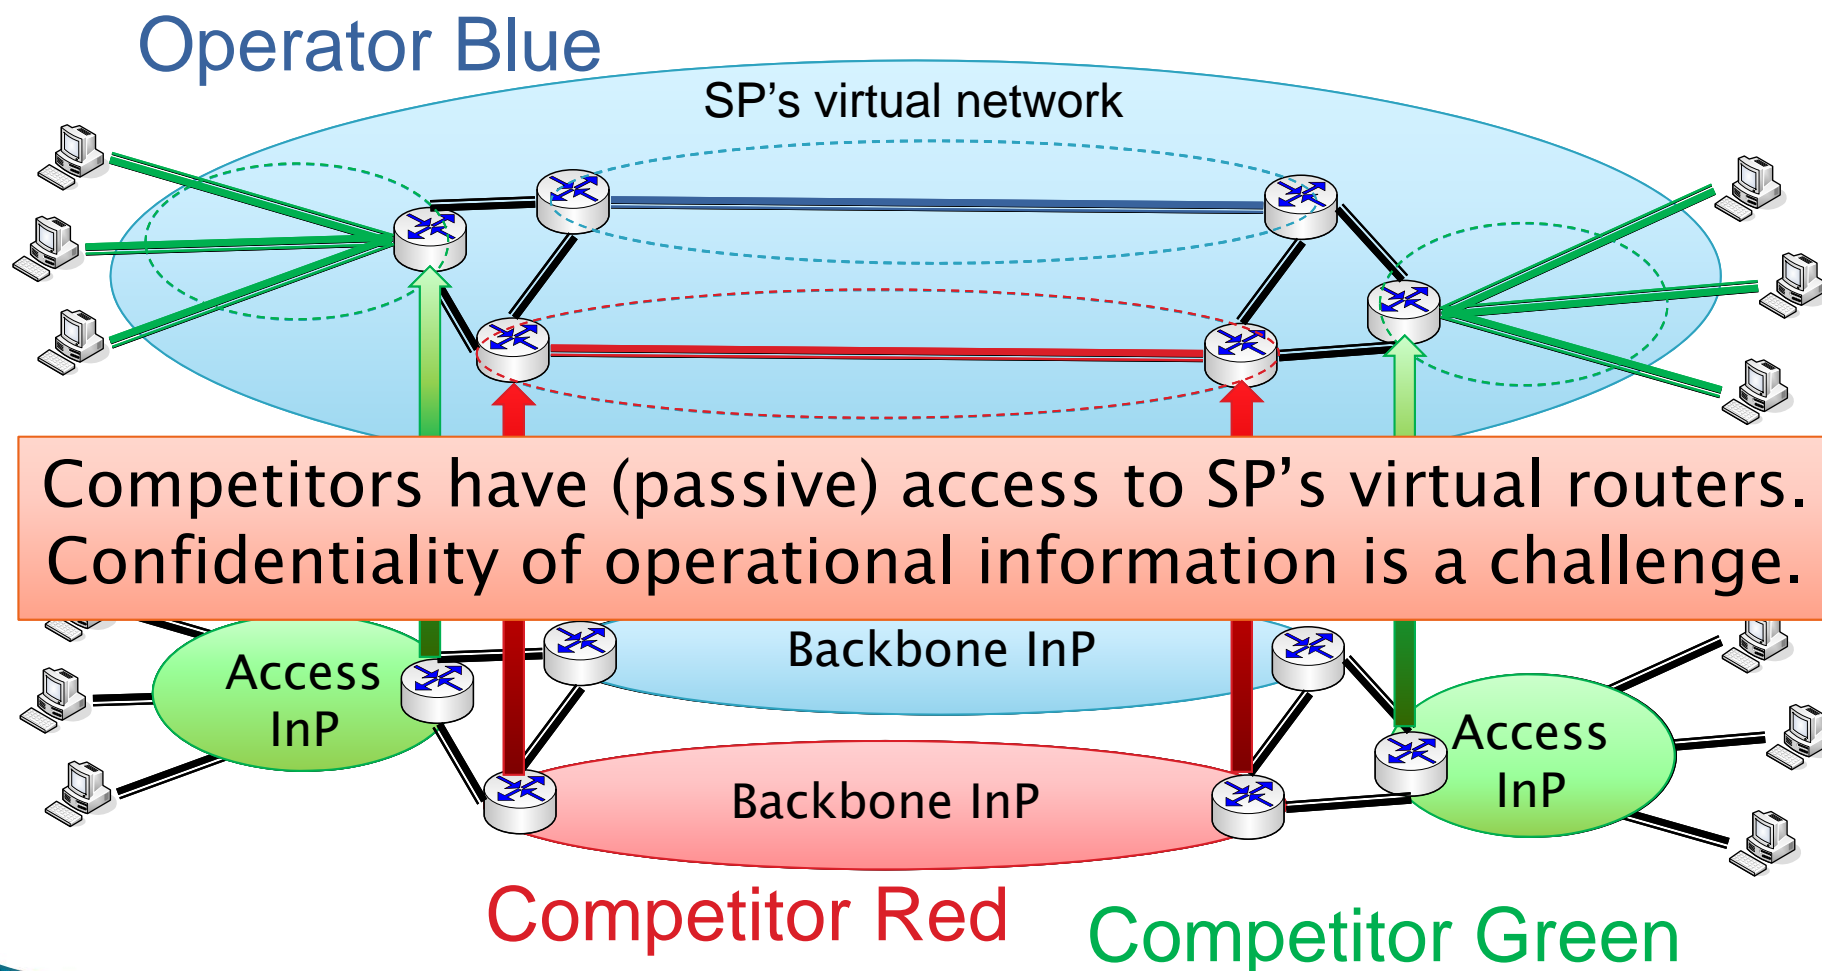 Operator Blue
SP’s virtual network
Competitors have (passive) access to SP’s virtual routers.
Confidentiality of operational information is a challenge.
Backbone InP
Access
InP
Access
InP
Backbone InP
Competitor Red
Competitor Green